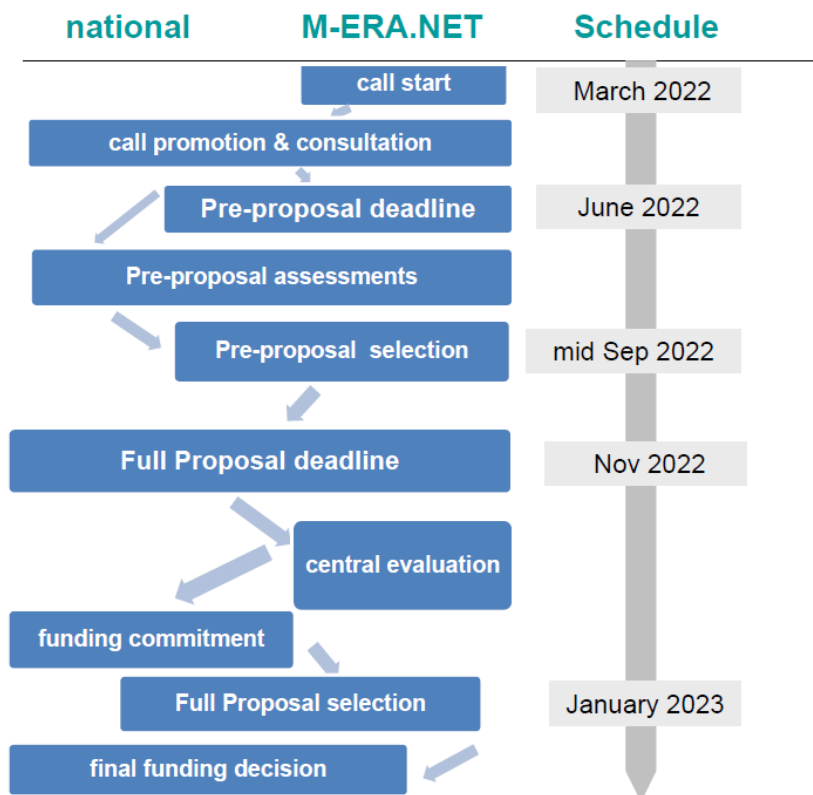 national M-ERA.NET Schedule
call start
March 2022
call promotion & consultation
Pre-proposal deadline
June 2022
Pre-proposal assessments
Pre-proposal selection
mid Sep 2022
Full Proposal deadline
Nov 2022
central evaluation
funding commitment
Full Proposal selection
January 2023
final funding decision